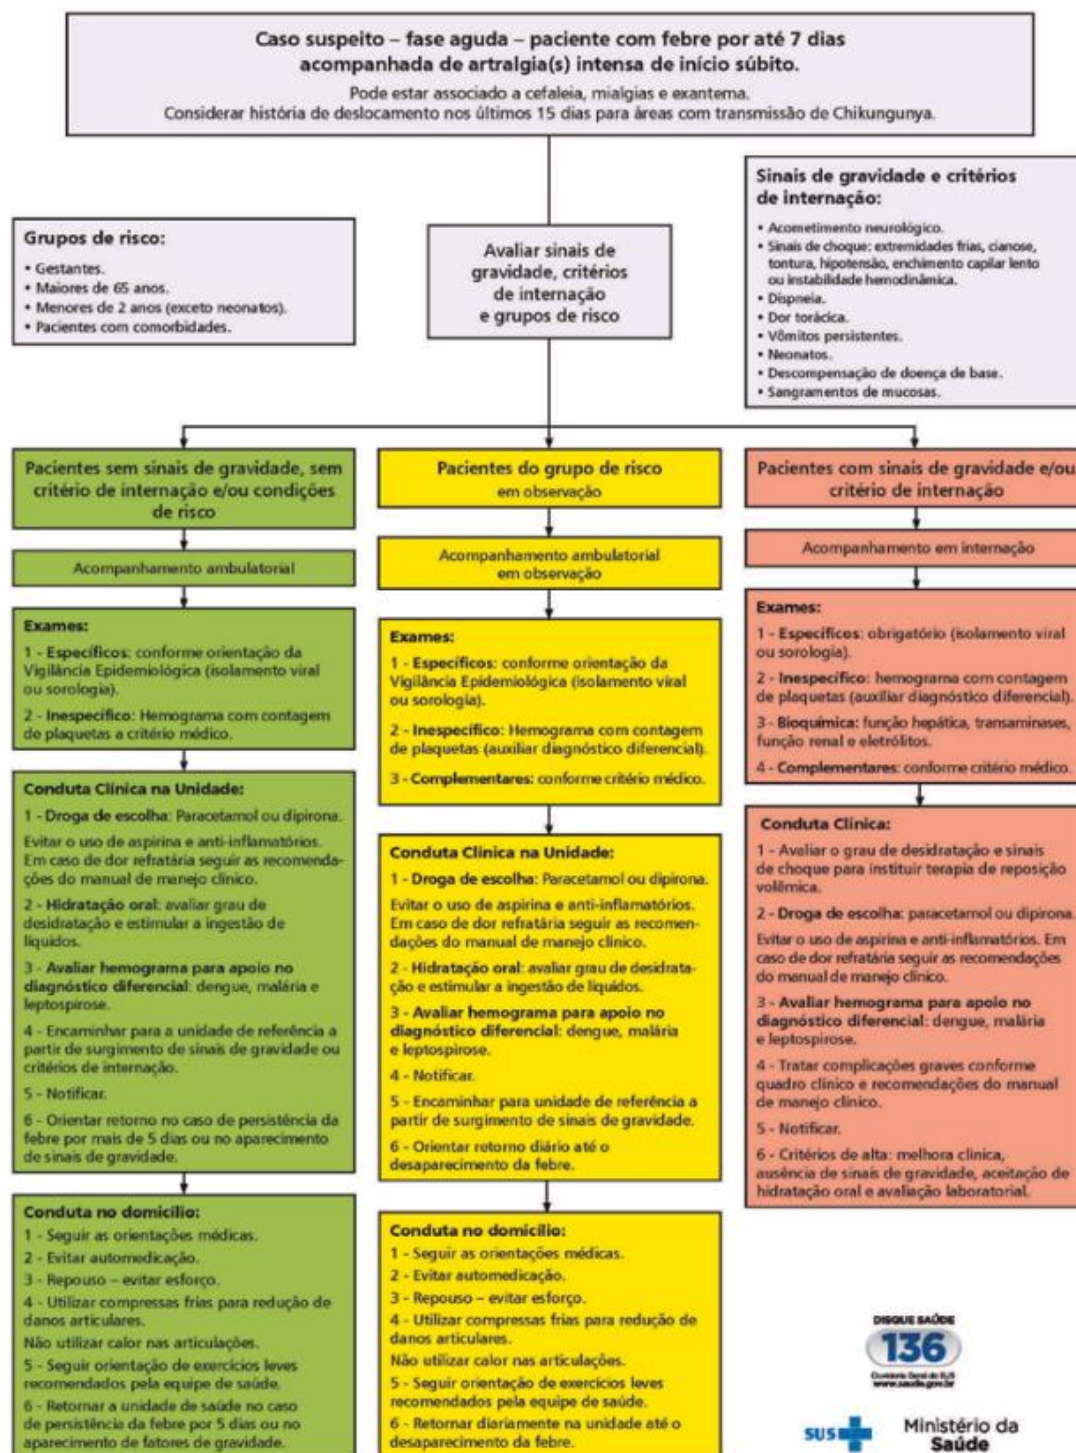 Caso suspeito – fase aguda – paciente com febre por até 7 dias
acompanhada de artralgia(s) intensa de início súbito.
Pode estar associado a cefaleia, mialgias e exantema.
Considerar história de deslocamento nos últimos 15 dias para áreas com transmissão de Chikungunya.
Grupos de risco:
• Gestantes.
• Maiores de 65 anos.
• Menores de 2 anos (exceto neonatos).
• Pacientes com comorbidades.
Avaliar sinais de
gravidade, critérios
de internação
e grupos de risco
Sinais de gravidade e critérios
de internação:
• Acometimento neurológico.
• Sinais de choque: extremidades frias, cianose,
tontura, hipotensão, enchimento capilar lento
ou instabilidade hemodinâmica.
• Dispneia.
• Dor torácica.
• Vômitos persistentes.
• Neonatos.
• Descompensação de doença de base.
• Sangramentos de mucosas.
Pacientes sem sinais de gravidade, sem
critério de internação e/ou condições
de risco
Acompanhamento ambulatorial
Exames:
1 - Específicos: conforme orientação da
Vigilância Epidemiológica (isolamento viral
ou sorologia).
2 - Inespecífico: Hemograma com contagem
de plaquetas a critério médico.
Conduta Clínica na Unidade:
1 - Droga de escolha: Paracetamol ou dipirona.
Evitar o uso de aspirina e anti-inflamatórios.
Em caso de dor refratária seguir as recomenda-
ções do manual de manejo clínico.
2 - Hidratação oral: avaliar grau de
desidratação e estimular a ingestão de
líquidos.
3 - Avaliar hemograma para apoio no
diagnóstico diferencial: dengue, malária e
leptospirose.
4 - Encaminhar para a unidade de referência a
partir de surgimento de sinais de gravidade ou
critérios de internação.
5 - Notificar.
6 - Orientar retorno no caso de persistência da
febre por mais de 5 dias ou no aparecimento
de sinais de gravidade.
Conduta no domicílio:
1 - Seguir as orientações médicas.
2 - Evitar automedicação.
3 - Repouso – evitar esforço.
4 - Utilizar compressas frias para redução de
danos articulares.
Não utilizar calor nas articulações.
5 - Seguir orientação de exercícios leves
recomendados pela equipe de saúde.
6 - Retornar a unidade de saúde no caso
de persistência da febre por 5 dias ou no
aparecimento de fatores de gravidade.
Pacientes do grupo de risco
em observação
Acompanhamento ambulatorial
em observação
Exames:
1 - Específicos: conforme orientação da
Vigilância Epidemiológica (isolamento viral
ou sorologia).
2 - Inespecífico: Hemograma com contagem
de plaquetas (auxiliar diagnóstico diferencial).
3 - Complementares: conforme critério médico.
Conduta Clínica na Unidade:
1 - Droga de escolha: Paracetamol ou dipirona.
Evitar o uso de aspirina e anti-inflamatórios.
Em caso de dor refratária seguir as recomen-
dações do manual de manejo clínico.
2 - Hidratação oral: avaliar grau de desidrata-
ção e estimular a ingestão de líquidos.
3 - Avaliar hemograma para apoio no
diagnóstico diferencial: dengue, malária
e leptospirose.
4 - Notificar.
5 - Encaminhar para unidade de referência a
partir de surgimento de sinais de gravidade.
6 - Orientar retorno diário até o
desaparecimento da febre.
Conduta no domicílio:
1 - Seguir as orientações médicas.
2 - Evitar automedicação.
3 - Repouso – evitar esforço.
4 - Utilizar compressas frias para redução de
danos articulares.
Não utilizar calor nas articulações.
5 - Seguir orientação de exercícios leves
recomendados pela equipe de saúde.
6 - Retornar diariamente na unidade até o
desaparecimento da febre.
Pacientes com sinais de gravidade e/ou
critério de internação
Acompanhamento em internação
Exames:
1 - Específicos: obrigatório (isolamento viral
ou sorologia).
2 - Inespecífico: hemograma com contagem
de plaquetas (auxiliar diagnóstico diferencial).
3 - Bioquímica: função hepática, transaminases,
função renal e eletrólitos.
4 - Complementares: conforme critério médico.
Conduta Clínica:
1 - Avaliar o grau de desidratação e sinais
de choque para instituir terapia de reposição
volêmica.
2 - Droga de escolha: paracetamol ou dipirona.
Evitar o uso de aspirina e anti-inflamatórios. Em
caso de dor refratária seguir as recomendações
do manual de manejo clínico.
3 - Avaliar hemograma para apoio no
diagnóstico diferencial: dengue, malária
e leptospirose.
4 - Tratar complicações graves conforme
quadro clínico e recomendações do manual
de manejo clínico.
5 - Notificar.
6 - Critérios de alta: melhora clínica,
ausência de sinais de gravidade, aceitação de
hidratação oral e avaliação laboratorial.
DISQUE SAÚDE
136
Ouvidoria Geral do SUS
www.saude.gov.br
SUS
Ministério da
Saúde